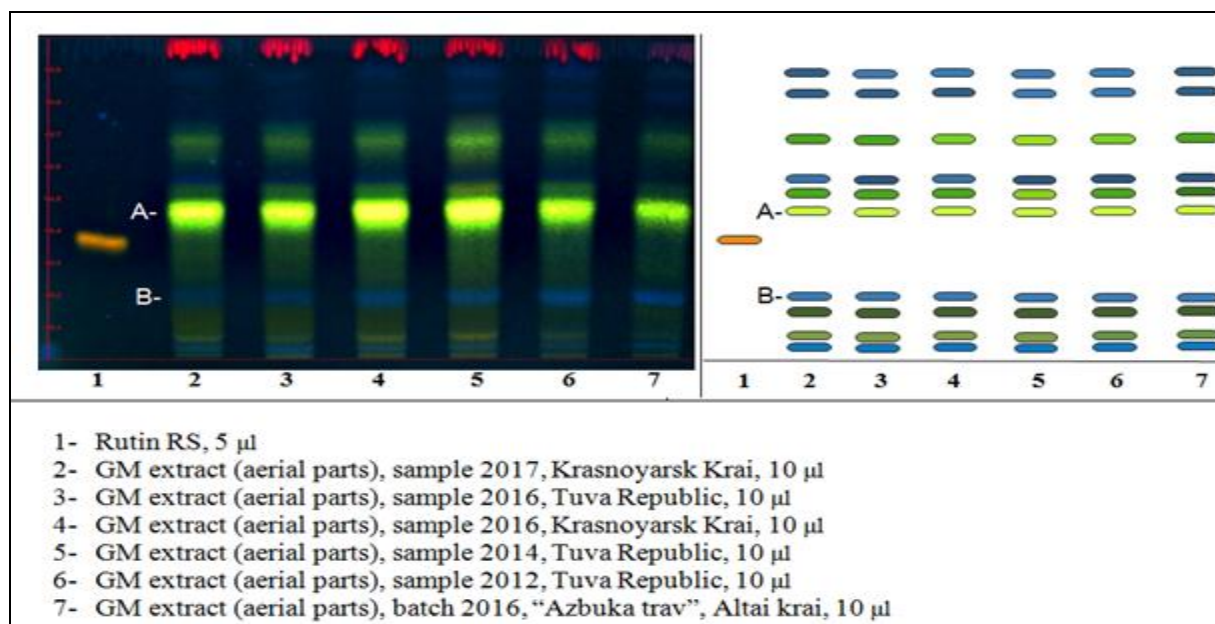 A-
B-
1 2 3 4 5 6 7
A-
B-
1 2 3 4 5 6 7
1- Rutin RS, 5 µl
2- GM extract (aerial parts), sample 2017, Krasnoyarsk Krai, 10 µl
3- GM extract (aerial parts), sample 2016, Tuva Republic, 10 µl
4- GM extract (aerial parts), sample 2016, Krasnoyarsk Krai, 10 µl
5- GM extract (aerial parts), sample 2014, Tuva Republic, 10 µl
6- GM extract (aerial parts), sample 2012, Tuva Republic, 10 µl
7- GM extract (aerial parts), batch 2016, “Azbuka trav”, Altai krai, 10 µl